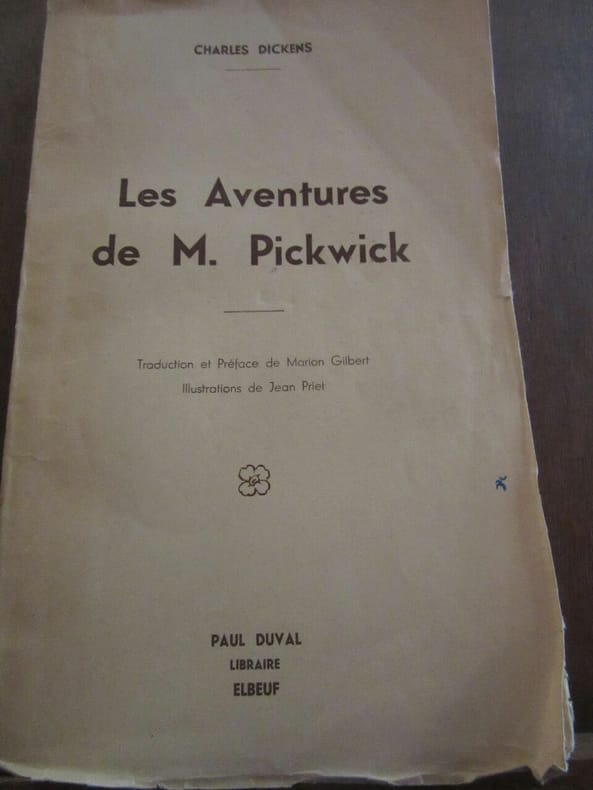 CHARLES DICKENS
Les Aventures
de M. Pickwick
Traduction et Préface de Marion Gilbert
Illustrations de Jean Priet
PAUL DUVAL
LIBRAIRE
ELBEUF